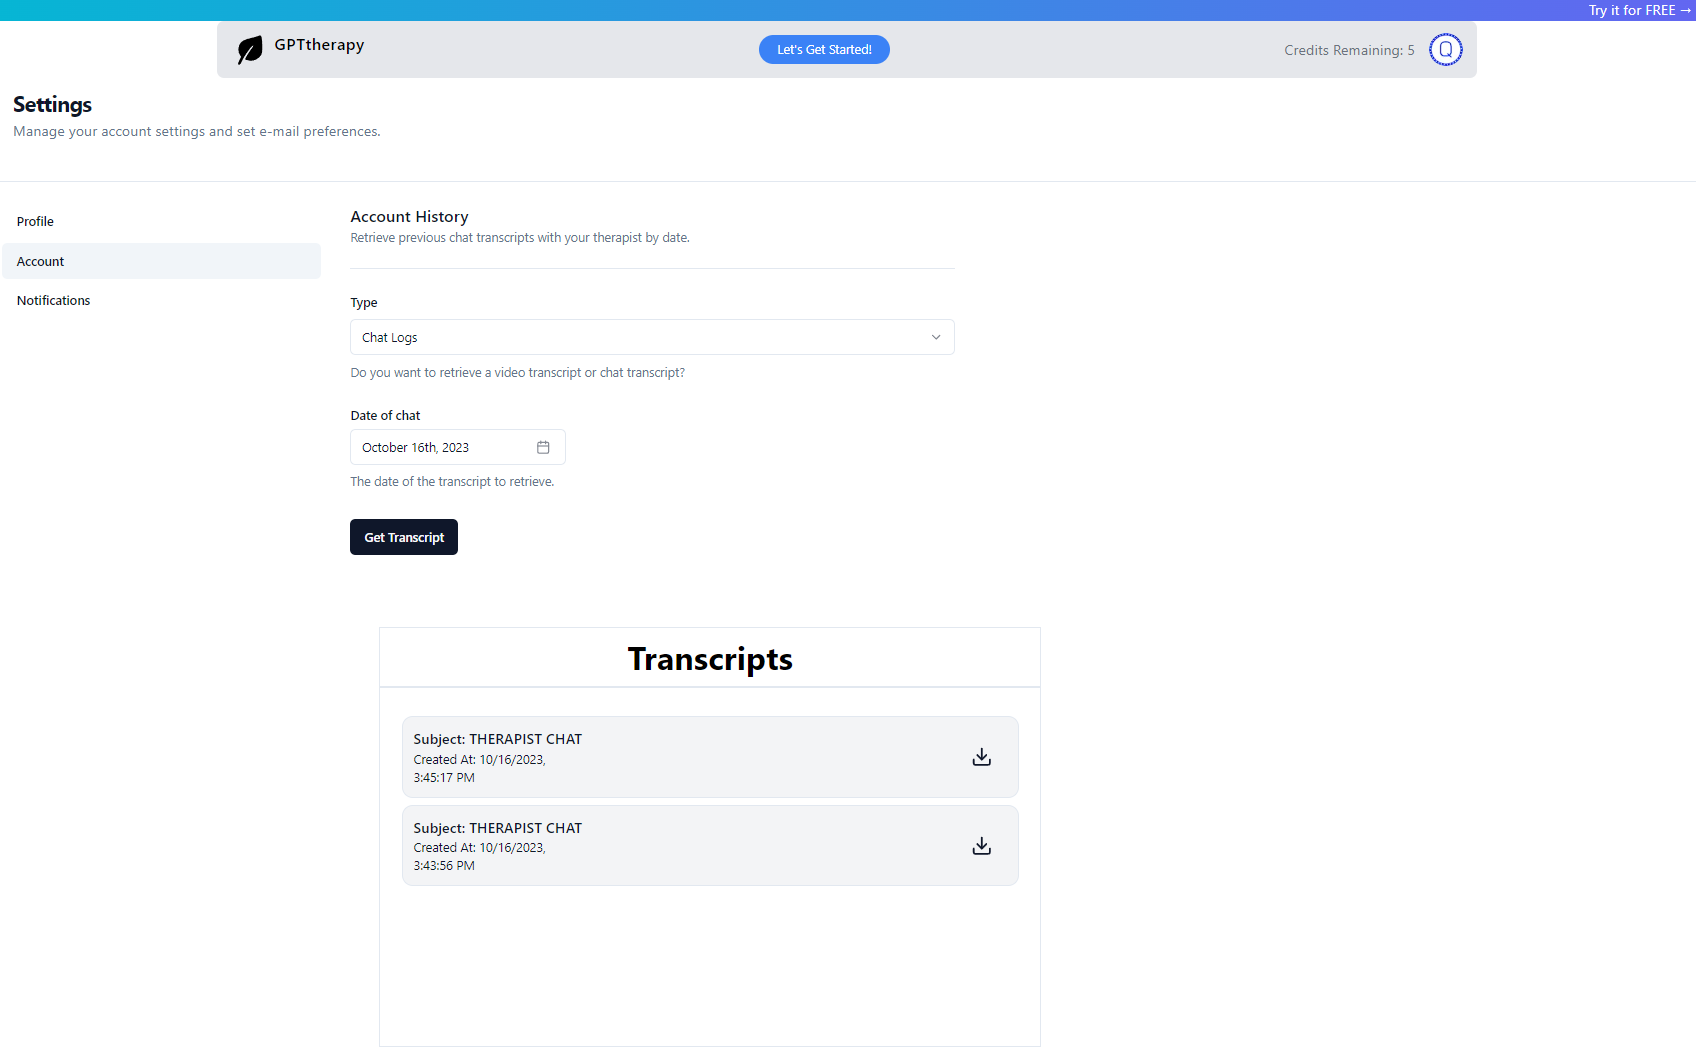 Try it for FREE →
GPTtherapy
Let's Get Started!
Credits Remaining: 5
Q
Settings
Manage your account settings and set e-mail preferences.
Profile
Account
Notifications
Account History
Retrieve previous chat transcripts with your therapist by date.
Type
Chat Logs
Do you want to retrieve a video transcript or chat transcript?
Date of chat
October 16th, 2023
The date of the transcript to retrieve.
Get Transcript
Transcripts
Subject: THERAPIST CHAT
Created At: 10/16/2023,
3:45:17 PM
Subject: THERAPIST CHAT
Created At: 10/16/2023,
3:43:56 PM